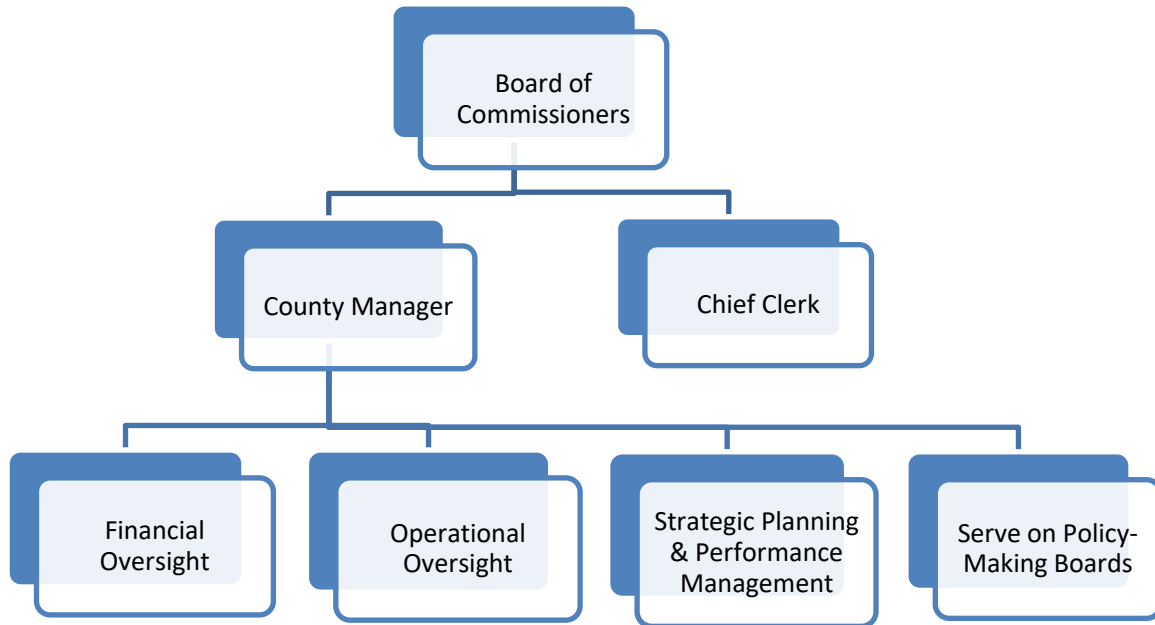 Board of
Commissioners
County Manager
Chief Clerk
Financial
Oversight
Operational
Oversight
Strategic Planning
& Performance
Management
Serve on Policy-
Making Boards